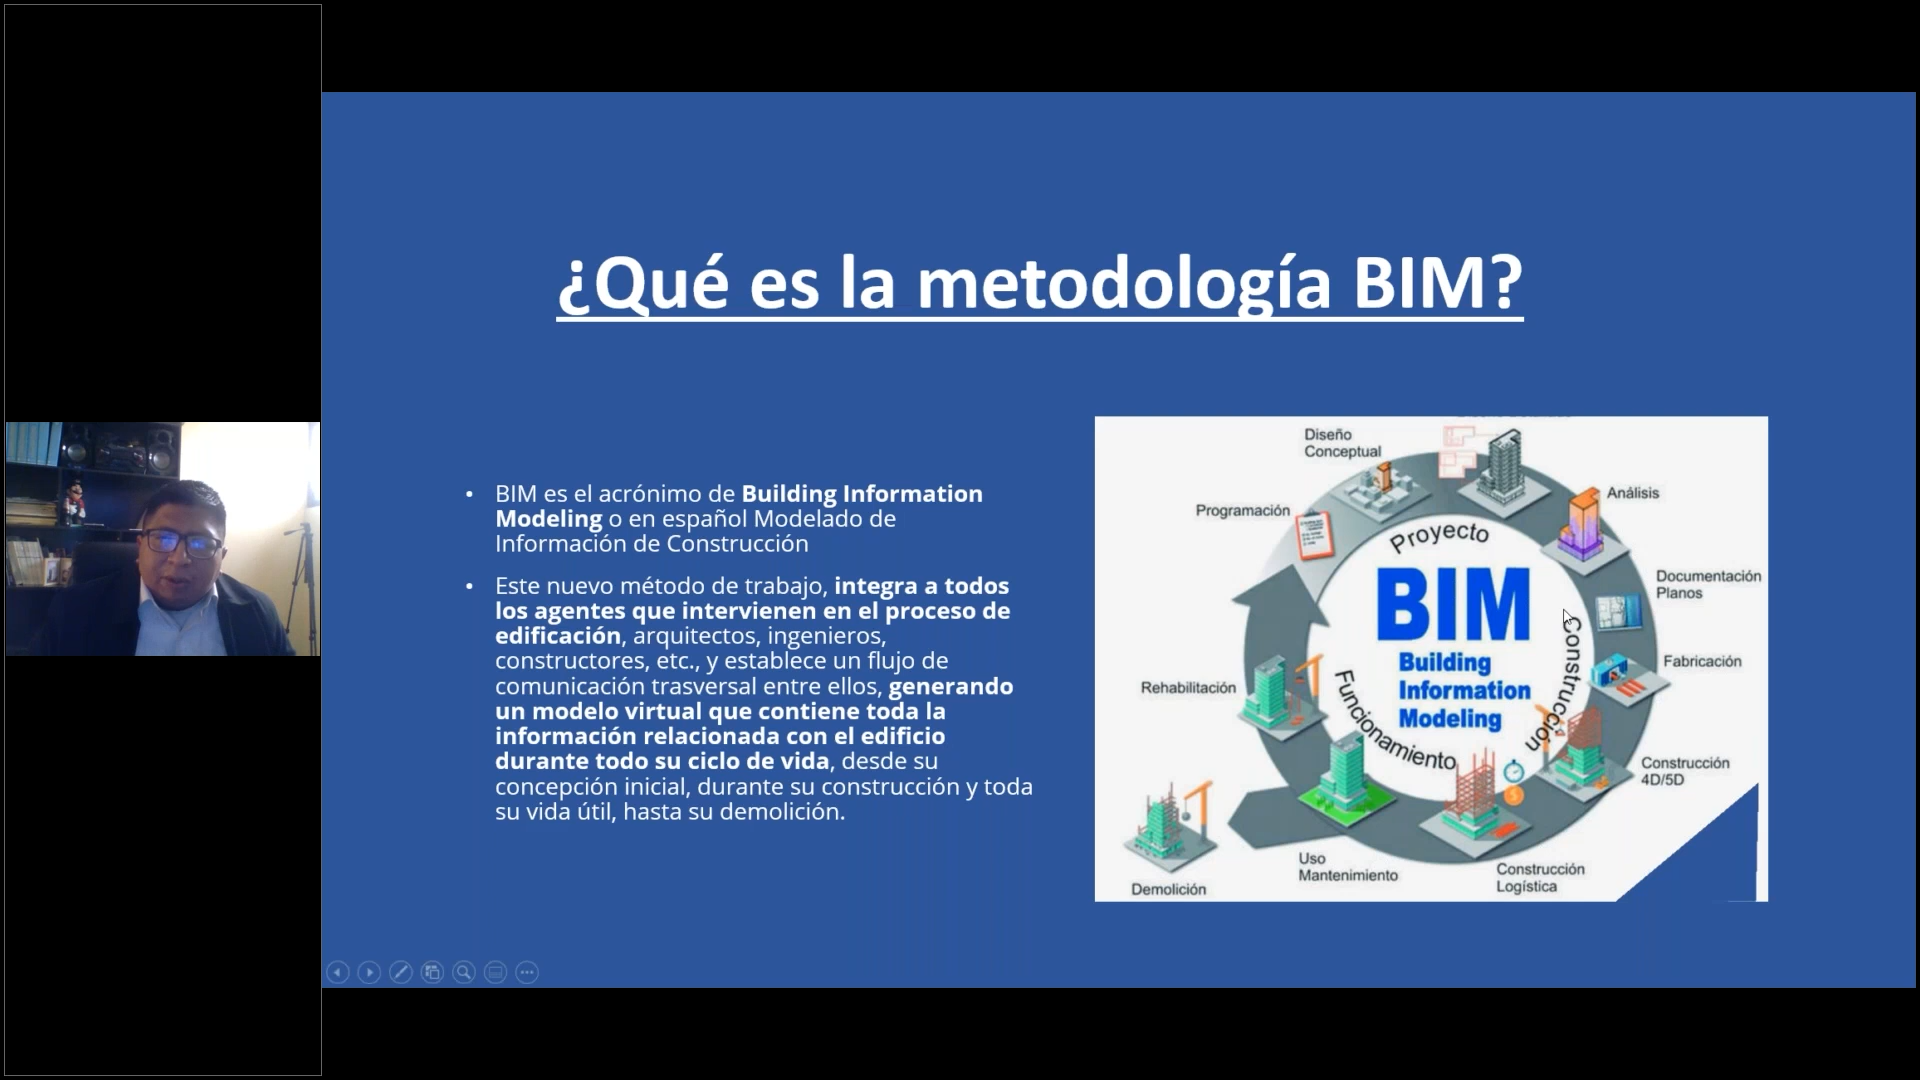 ¿Qué es la metodología BIM?
• BIM es el acrónimo de Building Information
Modeling o en español Modelado de
Información de Construcción
• Este nuevo método de trabajo, integra a todos
los agentes que intervienen en el proceso de
edificación, arquitectos, ingenieros,
constructores, etc., y establece un flujo de
comunicación trasversal entre ellos, generando
un modelo virtual que contiene toda la
información relacionada con el edificio
durante todo su ciclo de vida, desde su
concepción inicial, durante su construcción y toda
su vida útil, hasta su demolición.
Diseño
Conceptual
Análisis
Programación
Proyecto
Documentación
Planos
BIM
Building
Information
Modeling
Construcción
Funcionamiento
Fabricación
Rehabilitación
Construcción
4D/5D
Uso
Mantenimiento
Construcción
Logística
Demolición